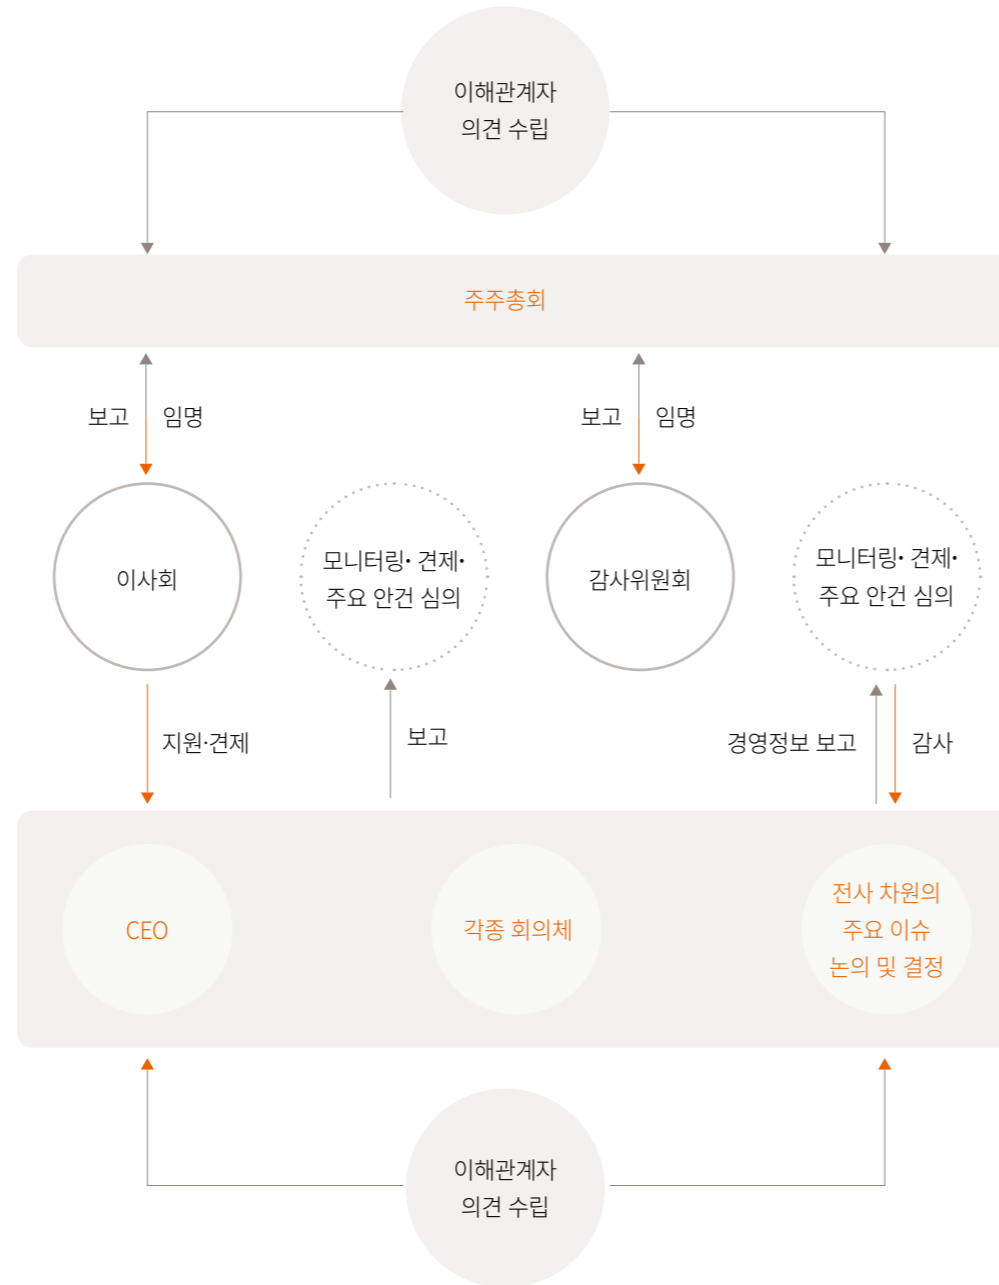 이해관계자
의견 수립
주주총회
보고
임명
보고
임명
이사회
모니터링· 견제·
주요 안건 심의
감사위원회
모니터링· 견제·
주요 안건 심의
지원·견제
보고
경영정보 보고
감사
CEO
각종 회의체
전사 차원의
주요 이슈
논의 및 결정
이해관계자
의견 수립